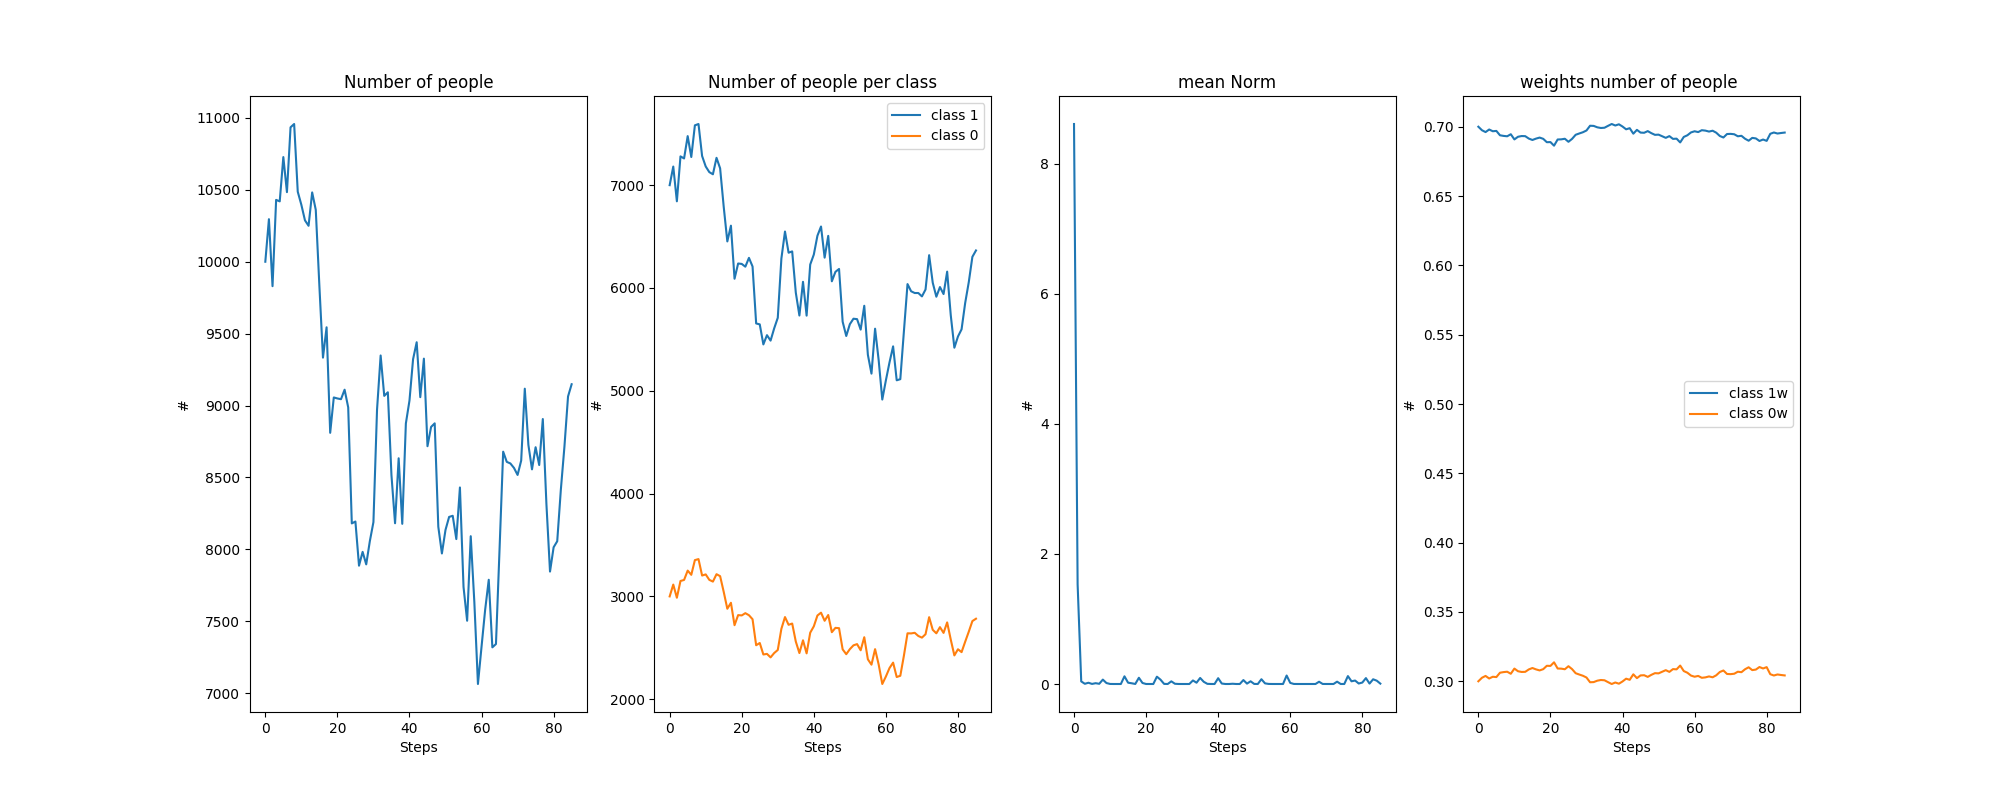 Number of people
11000
10500
10000
9500
9000
8500
8000
7500
7000
#
0 20 40 60 80
Steps
Number of people per class
class 1
class 0
7000
6000
5000
4000
3000
2000
#
0 20 40 60 80
Steps
mean Norm
8
6
4
2
0
#
0 20 40 60 80
Steps
weights number of people
0.70
0.65
0.60
0.55
0.50
0.45
0.40
0.35
0.30
#
class 1w
class 0w
0 20 40 60 80
Steps